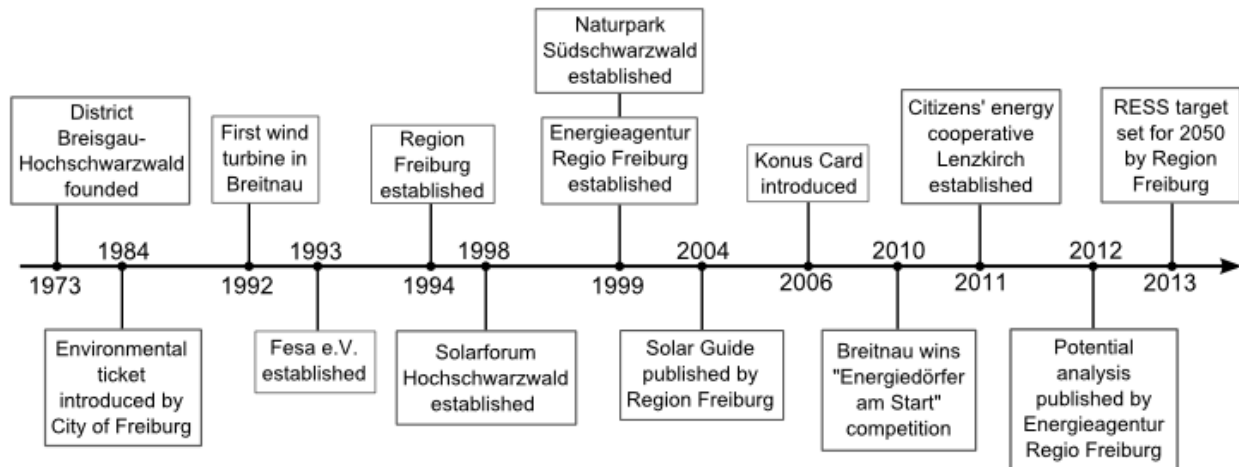 Naturpark
Südschwarzwald
established
District
Breisgau-
Hochschwarzwald
founded
First wind
turbine in
Breitnau
Region
Freiburg
established
Energieagentur
Regio Freiburg
established
Konus Card
introduced
Citizens' energy
cooperative
Lenzkirch
established
RESS target
set for 2050
by Region
Freiburg
1973
1984
1992
1993
1994
1998
1999
2004
2006
2010
2011
2012
2013
Environmental
ticket
introduced by
City of Freiburg
Fesa e.V.
established
Solarforum
Hochschwarzwald
established
Solar Guide
published by
Region Freiburg
Breitnau wins
"Energiedörfer
am Start"
competition
Potential
analysis
published by
Energieagentur
Regio Freiburg